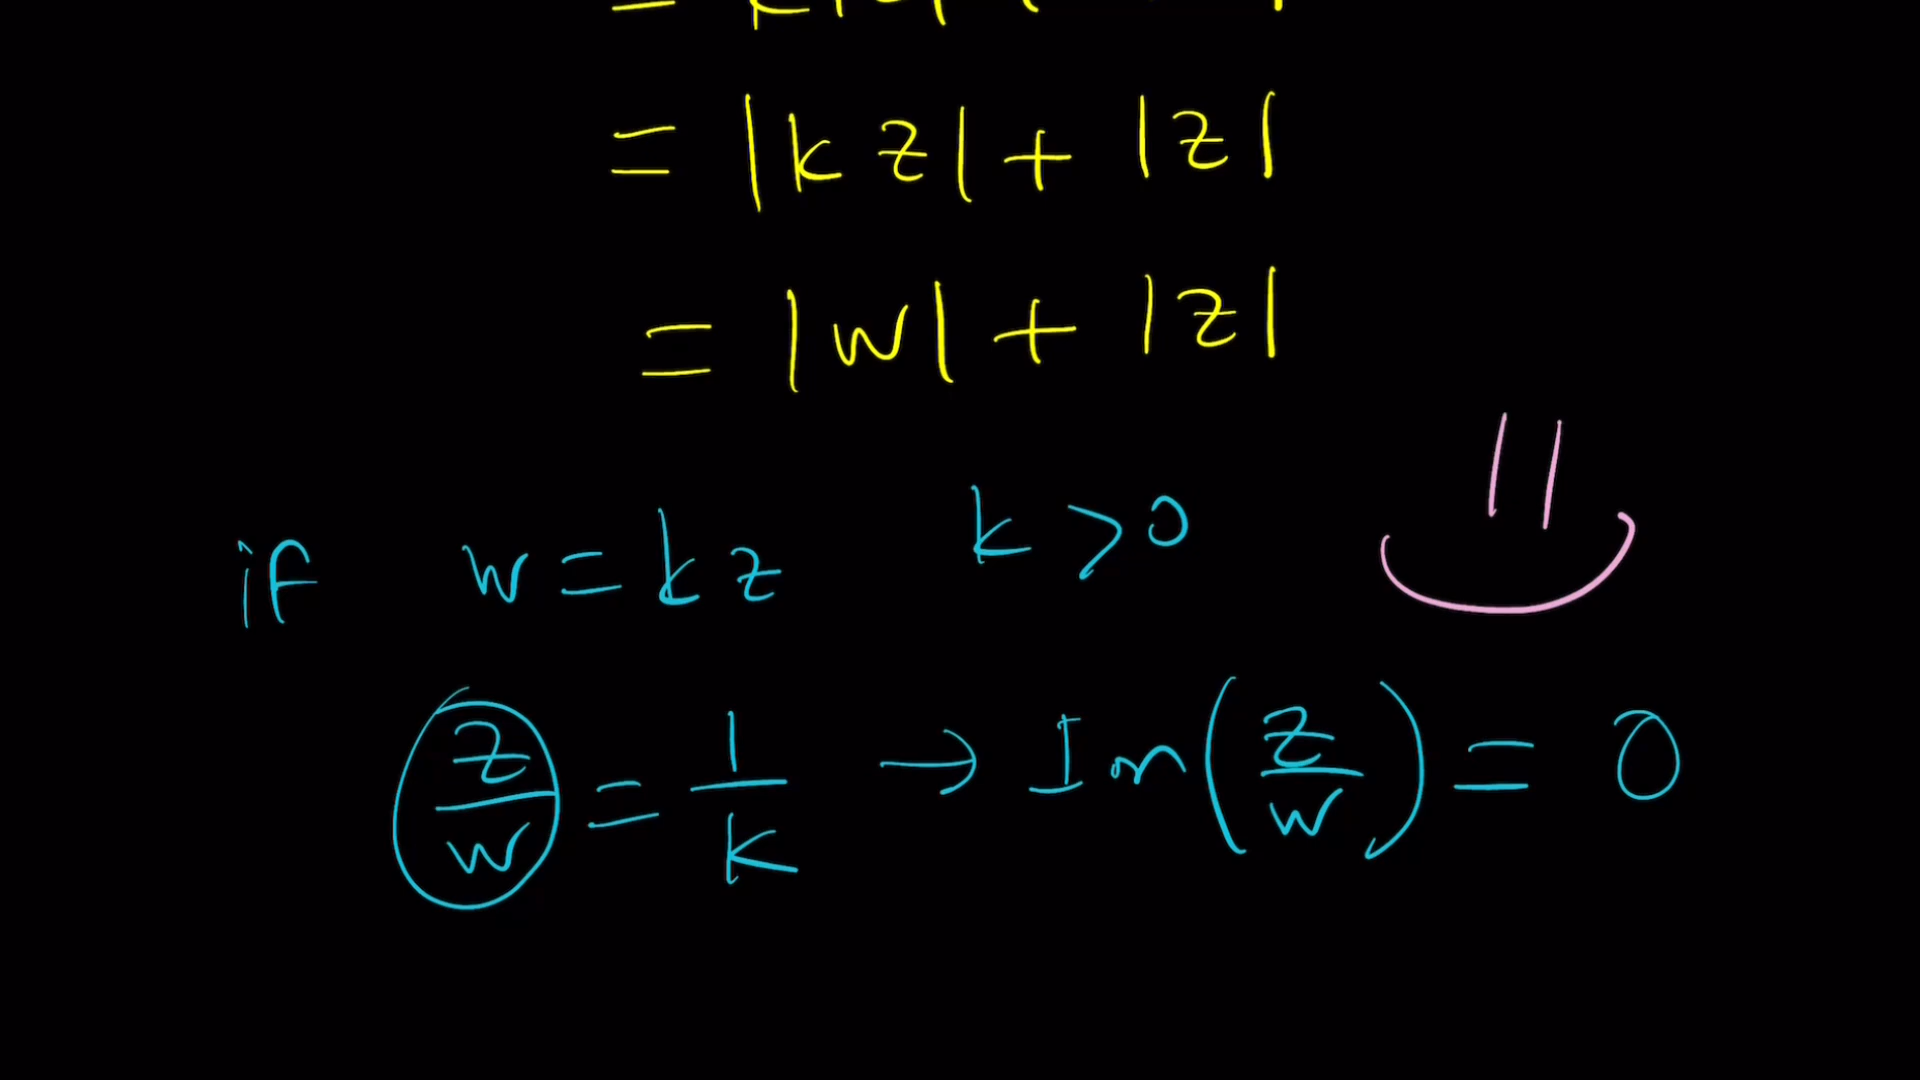 = |kz| + |z|
= |w| + |z|
if w = kz k > 0
z/w = 1/k → Im(z/w) = 0